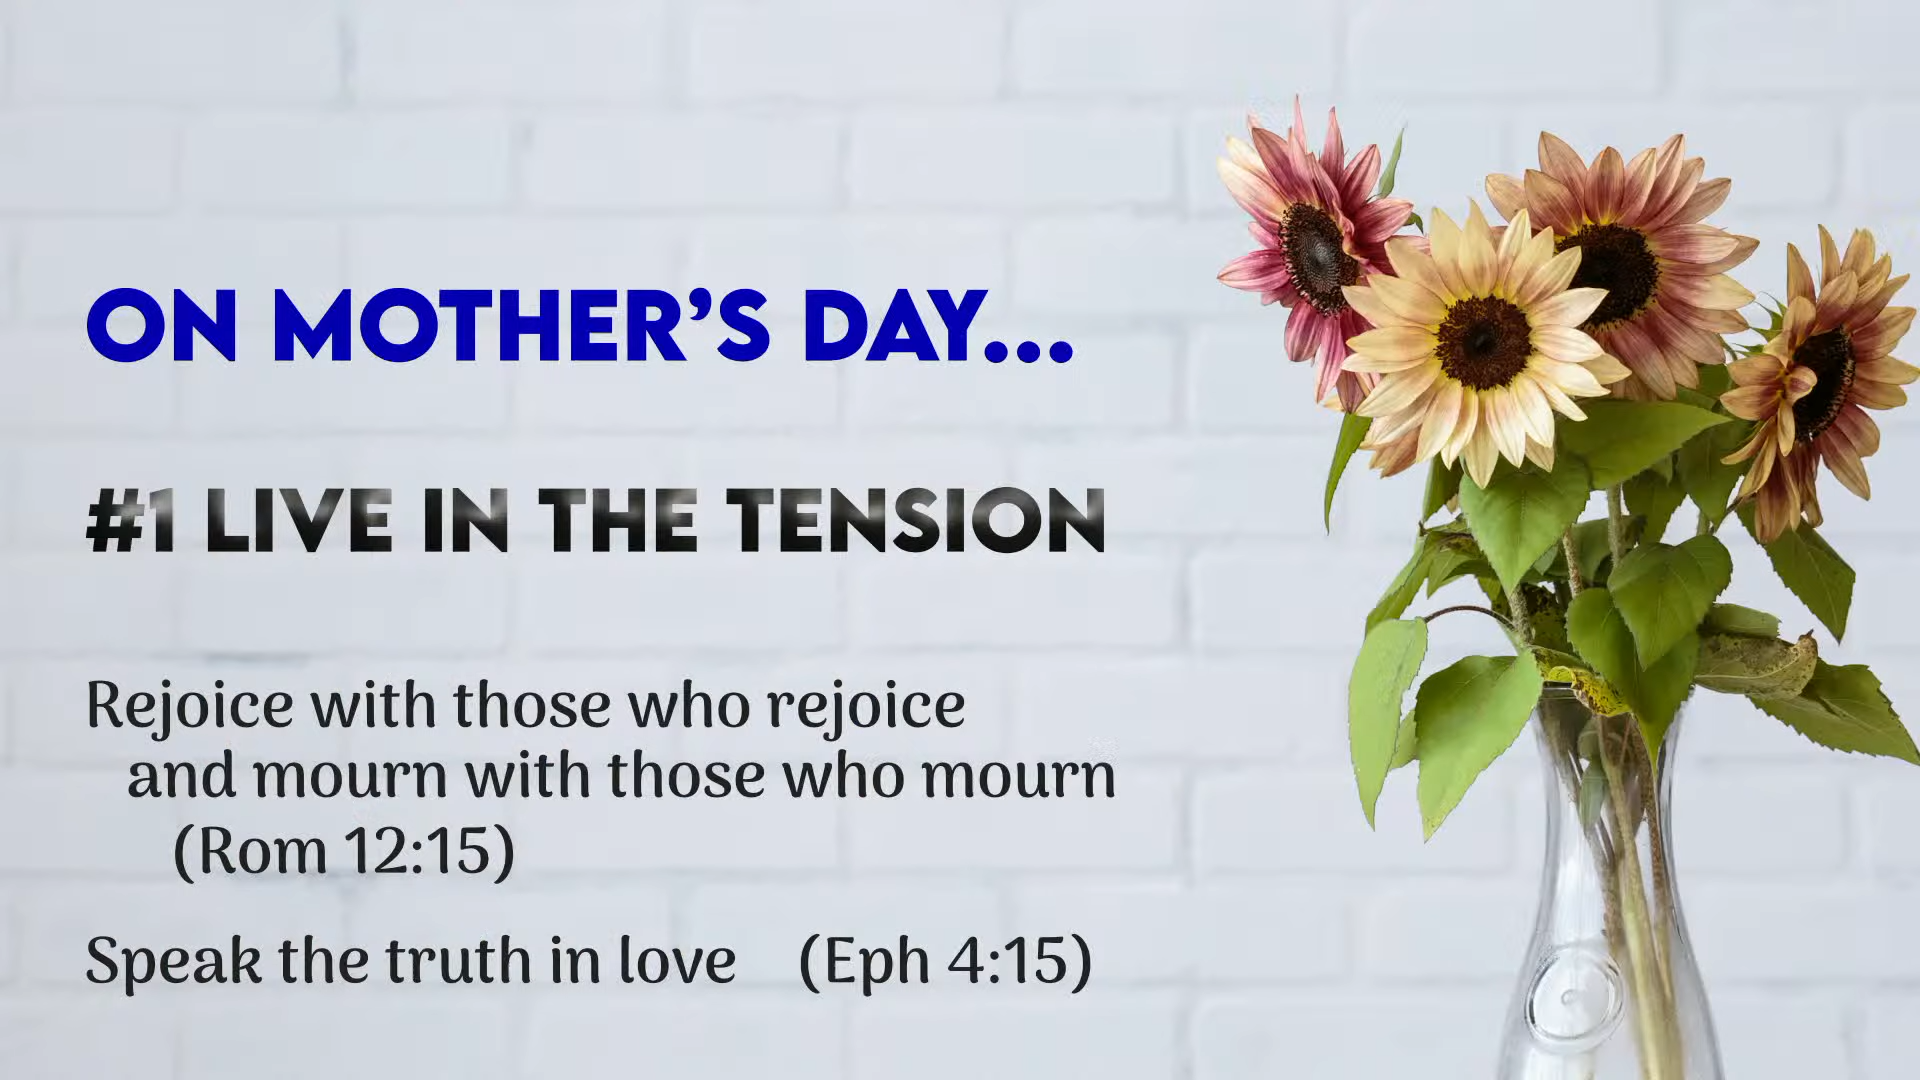 ON MOTHER’S DAY...
#1 LIVE IN THE TENSION
Rejoice with those who rejoice
and mourn with those who mourn
(Rom 12:15)
Speak the truth in love (Eph 4:15)